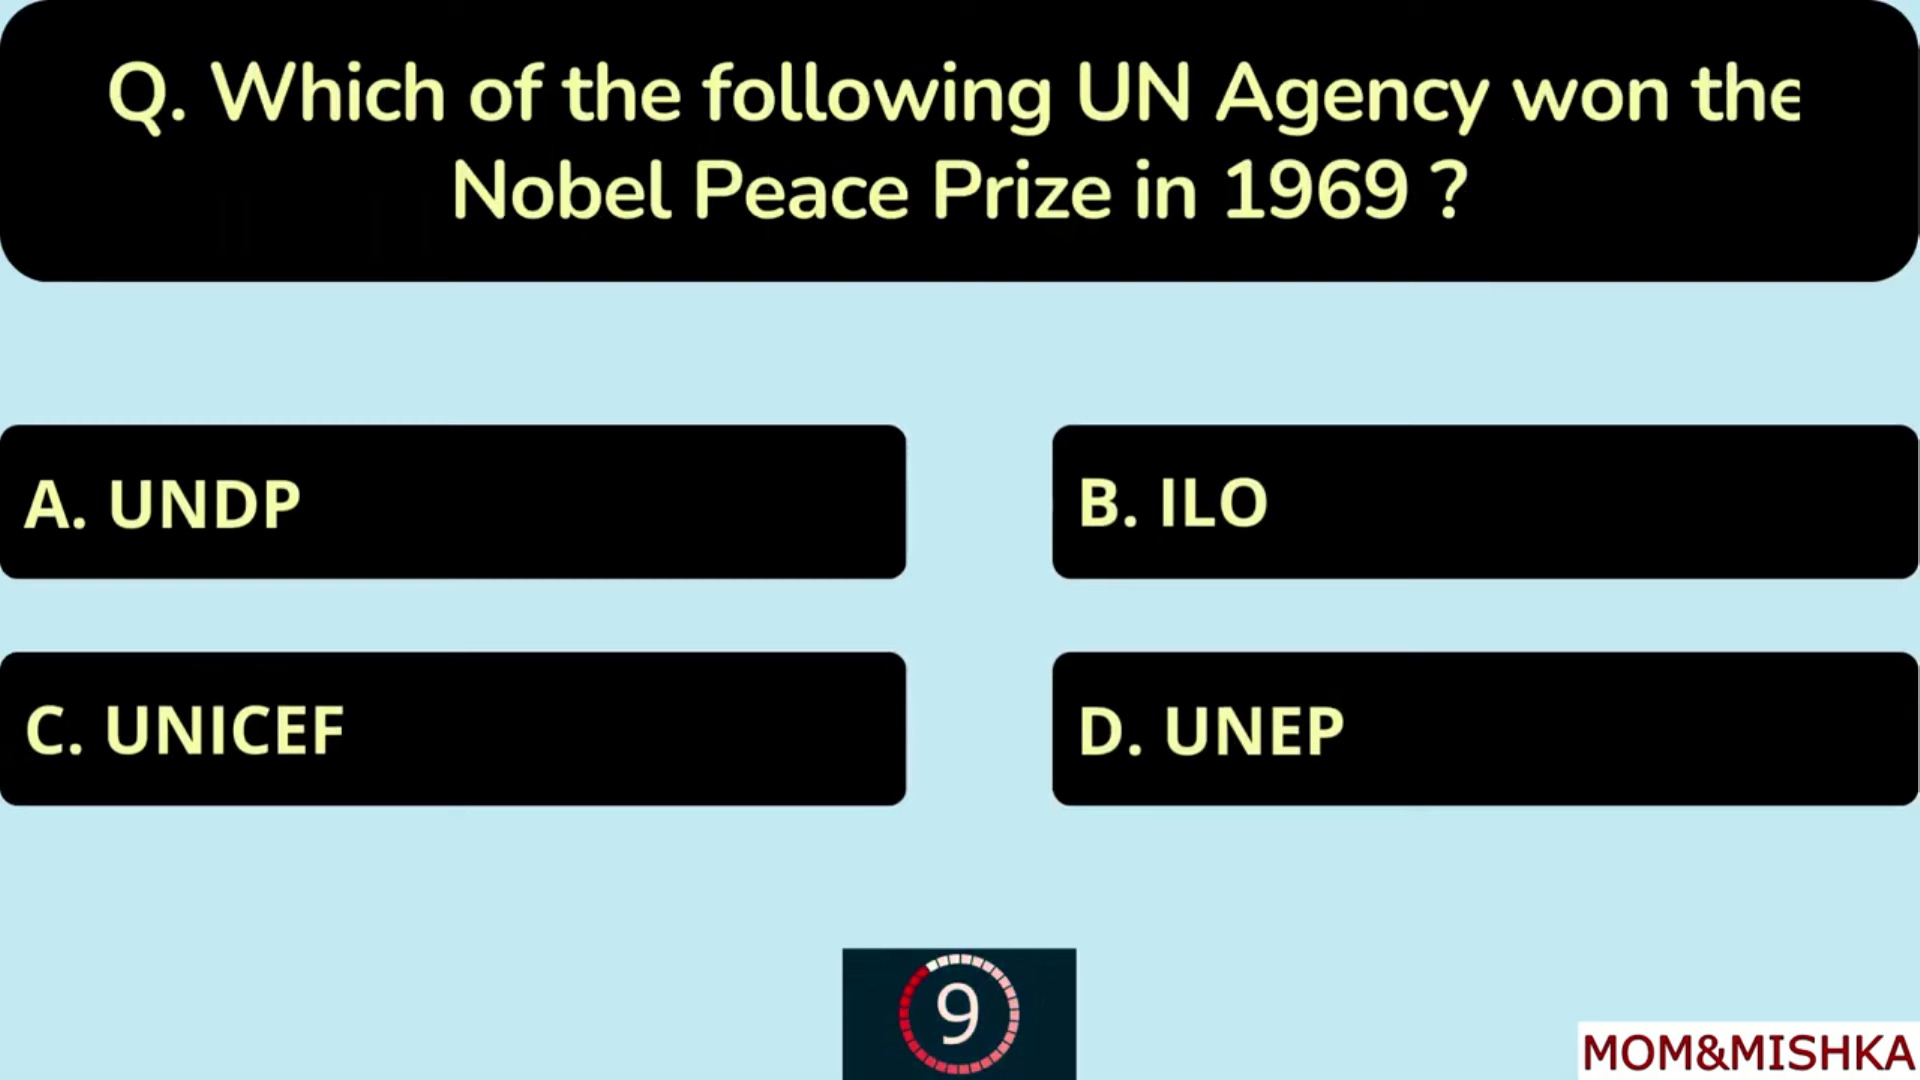 Q. Which of the following UN Agency won the
Nobel Peace Prize in 1969 ?
A. UNDP
B. ILO
C. UNICEF
D. UNEP
9
MOM&MISHKA